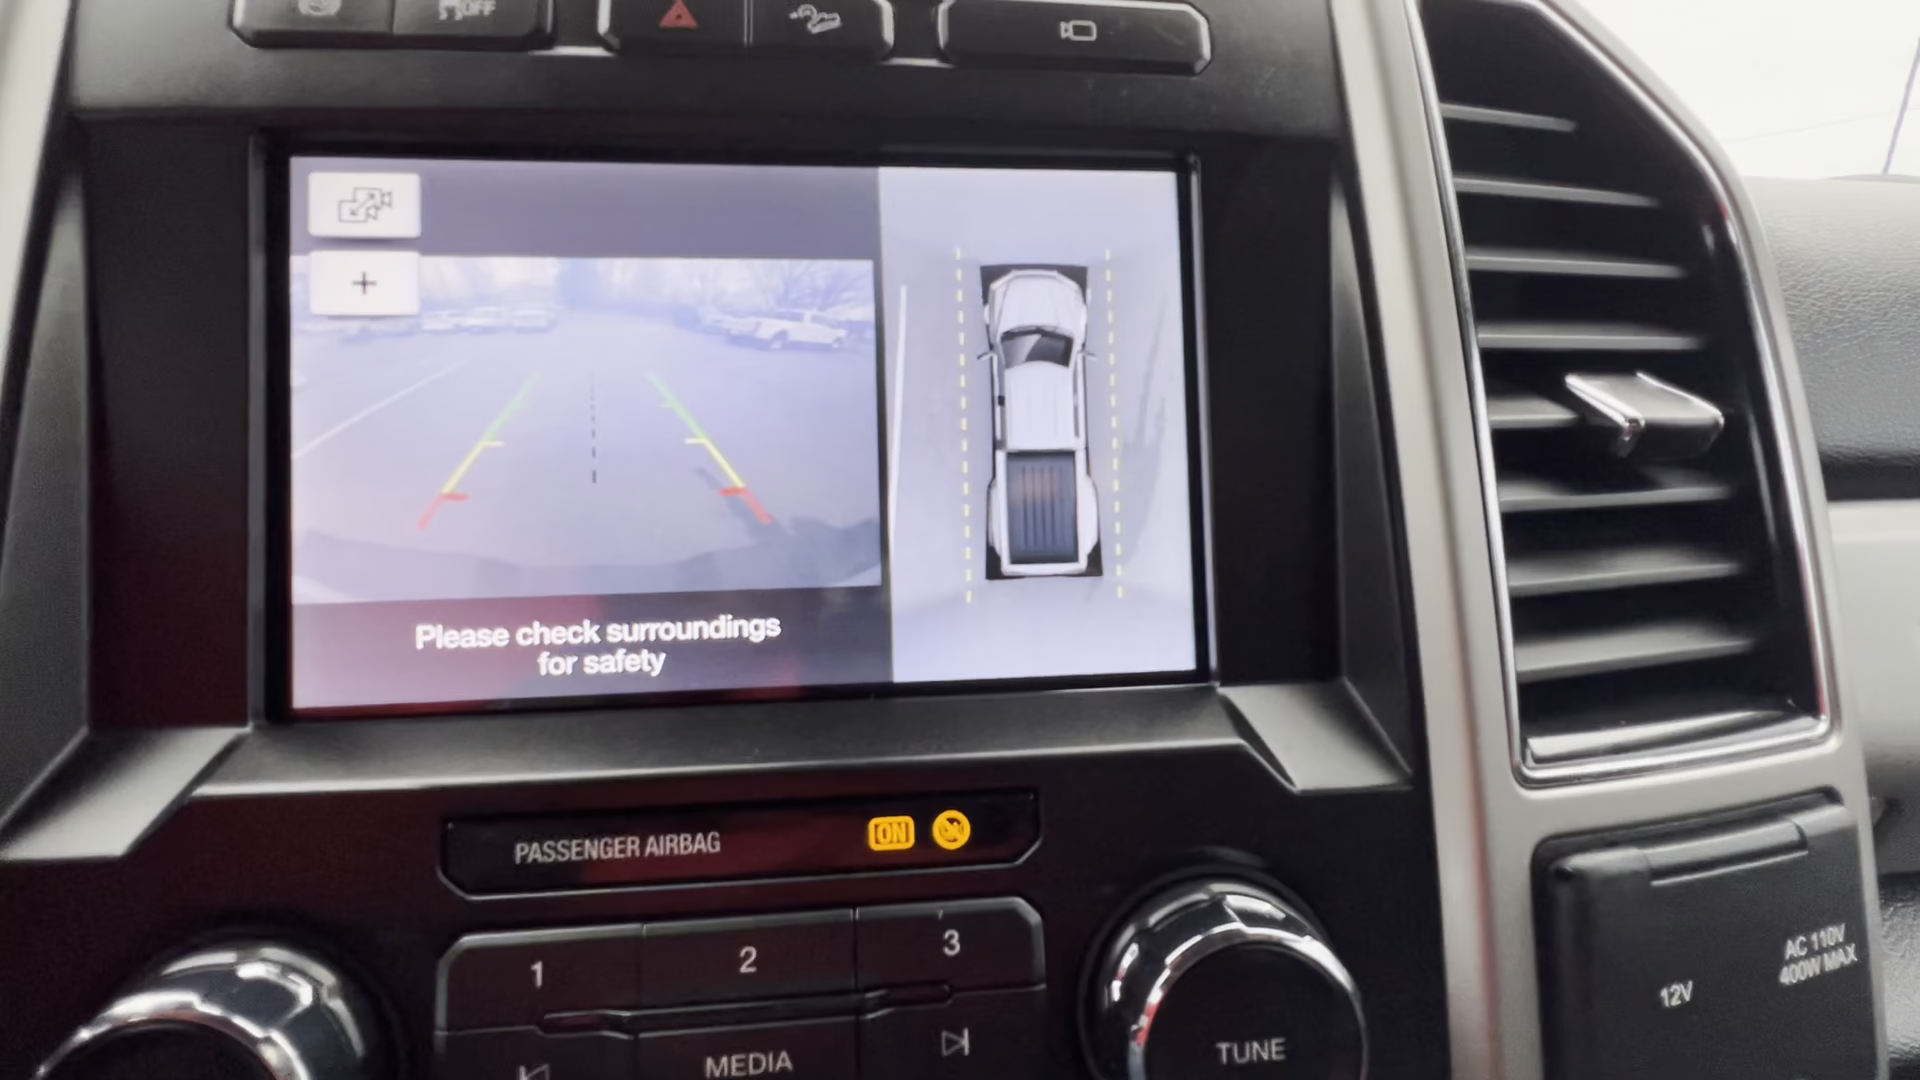 OFF
+
Please check surroundings
for safety
PASSENGER AIRBAG ON
1 2 3
MEDIA
TUNE
12V
AC 110V
400W MAX